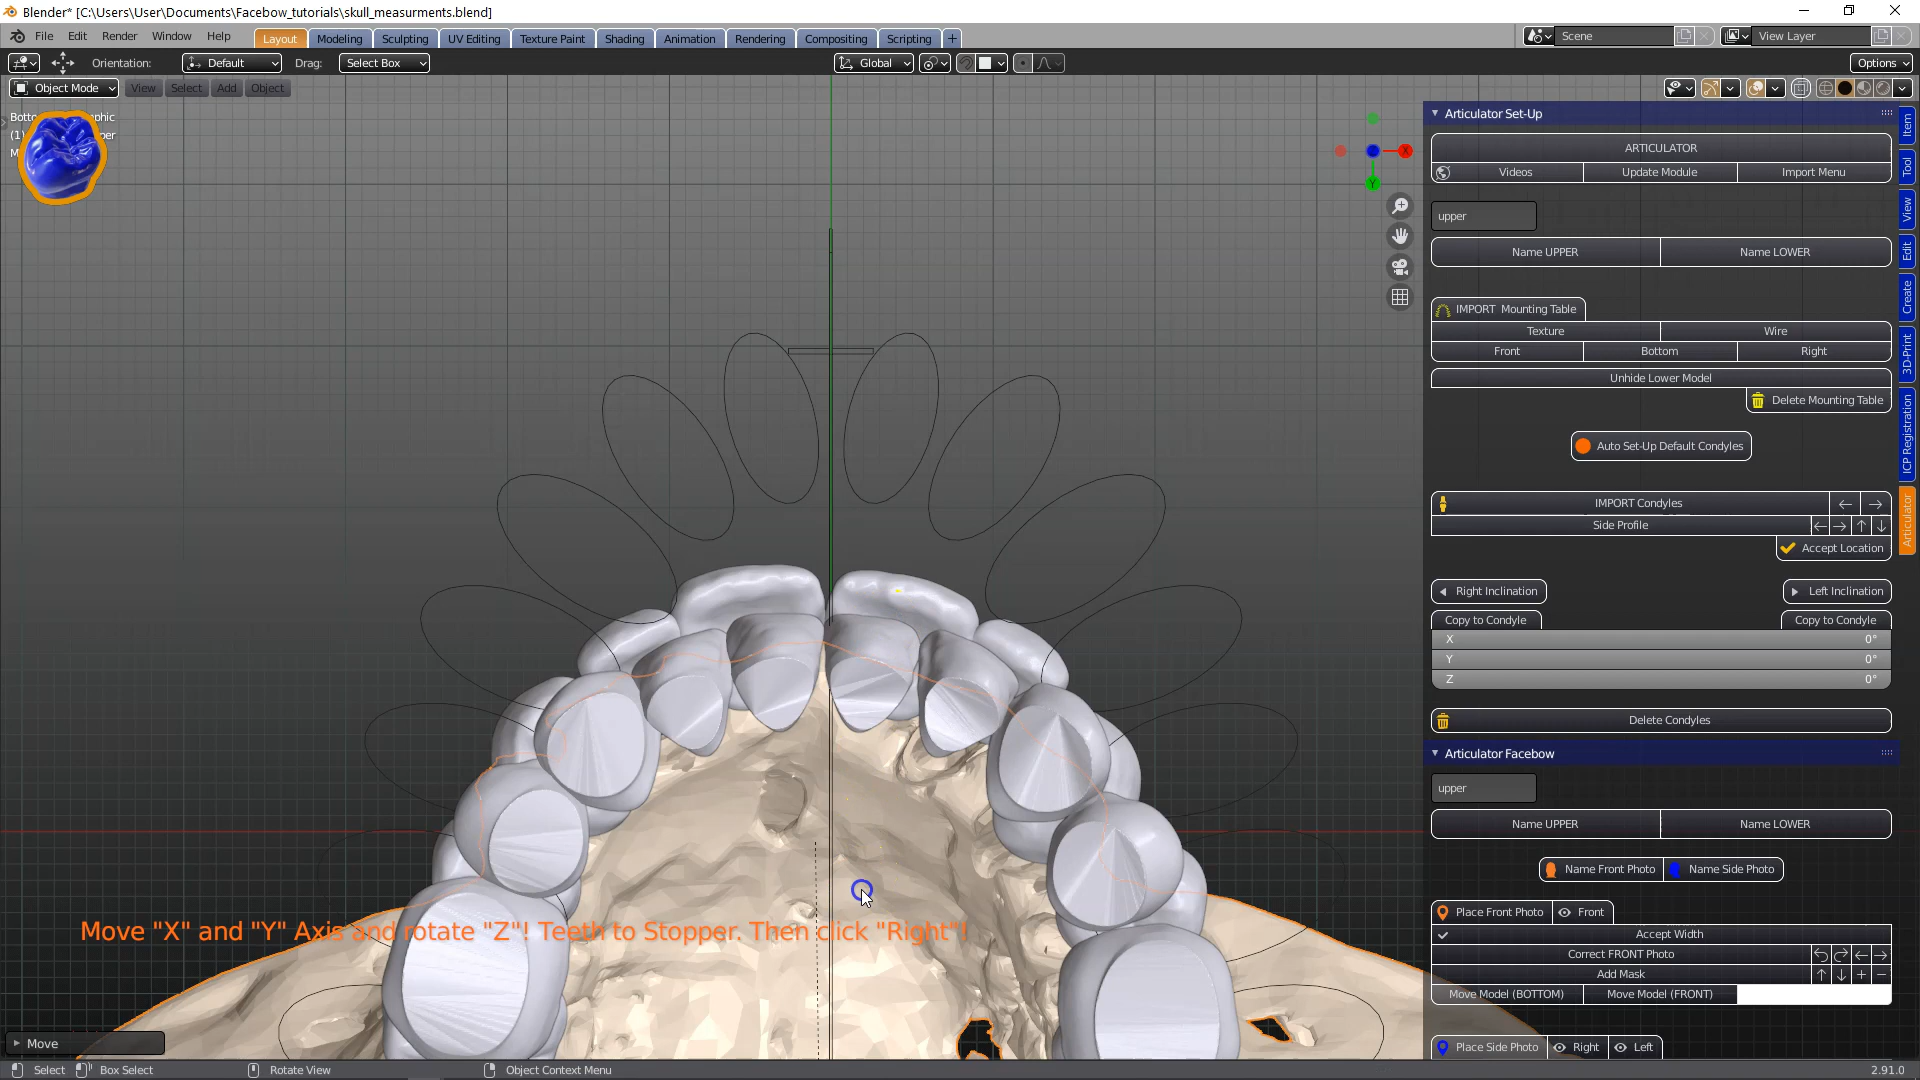 Blender* [C:\Users\User\Documents\Facebow_tutorials\skull_measurments.blend]
File Edit Render Window Help
Layout Modeling Sculpting UV Editing Texture Paint Shading Animation Rendering Compositing Scripting +
Scene
View Layer
Orientation: Default Drag: Select Box
Global
Options
Object Mode View Select Add Object
X
Y
Item
Tool
View
Edit
Create
3D-Print
ICP Registration
Articulator
Articulator Set-Up
ARTICULATOR
Videos Update Module Import Menu
upper
Name UPPER Name LOWER
IMPORT Mounting Table
Texture Wire
Front Bottom Right
Unhide Lower Model
Delete Mounting Table
Auto Set-Up Default Condyles
IMPORT Condyles ← →
Side Profile ← → ↑ ↓
Accept Location
Right Inclination Left Inclination
Copy to Condyle Copy to Condyle
X 0°
Y 0°
Z 0°
Delete Condyles
Articulator Facebow
upper
Name UPPER Name LOWER
Name Front Photo Name Side Photo
Place Front Photo Front
Accept Width
Correct FRONT Photo ← →
Add Mask ↑ ↓ + −
Move Model (BOTTOM) Move Model (FRONT)
Place Side Photo Right Left
Move "X" and "Y" Axis and rotate "Z"! Teeth to Stopper. Then click "Right"!
Move
Select Box Select Rotate View Object Context Menu 2.91.0